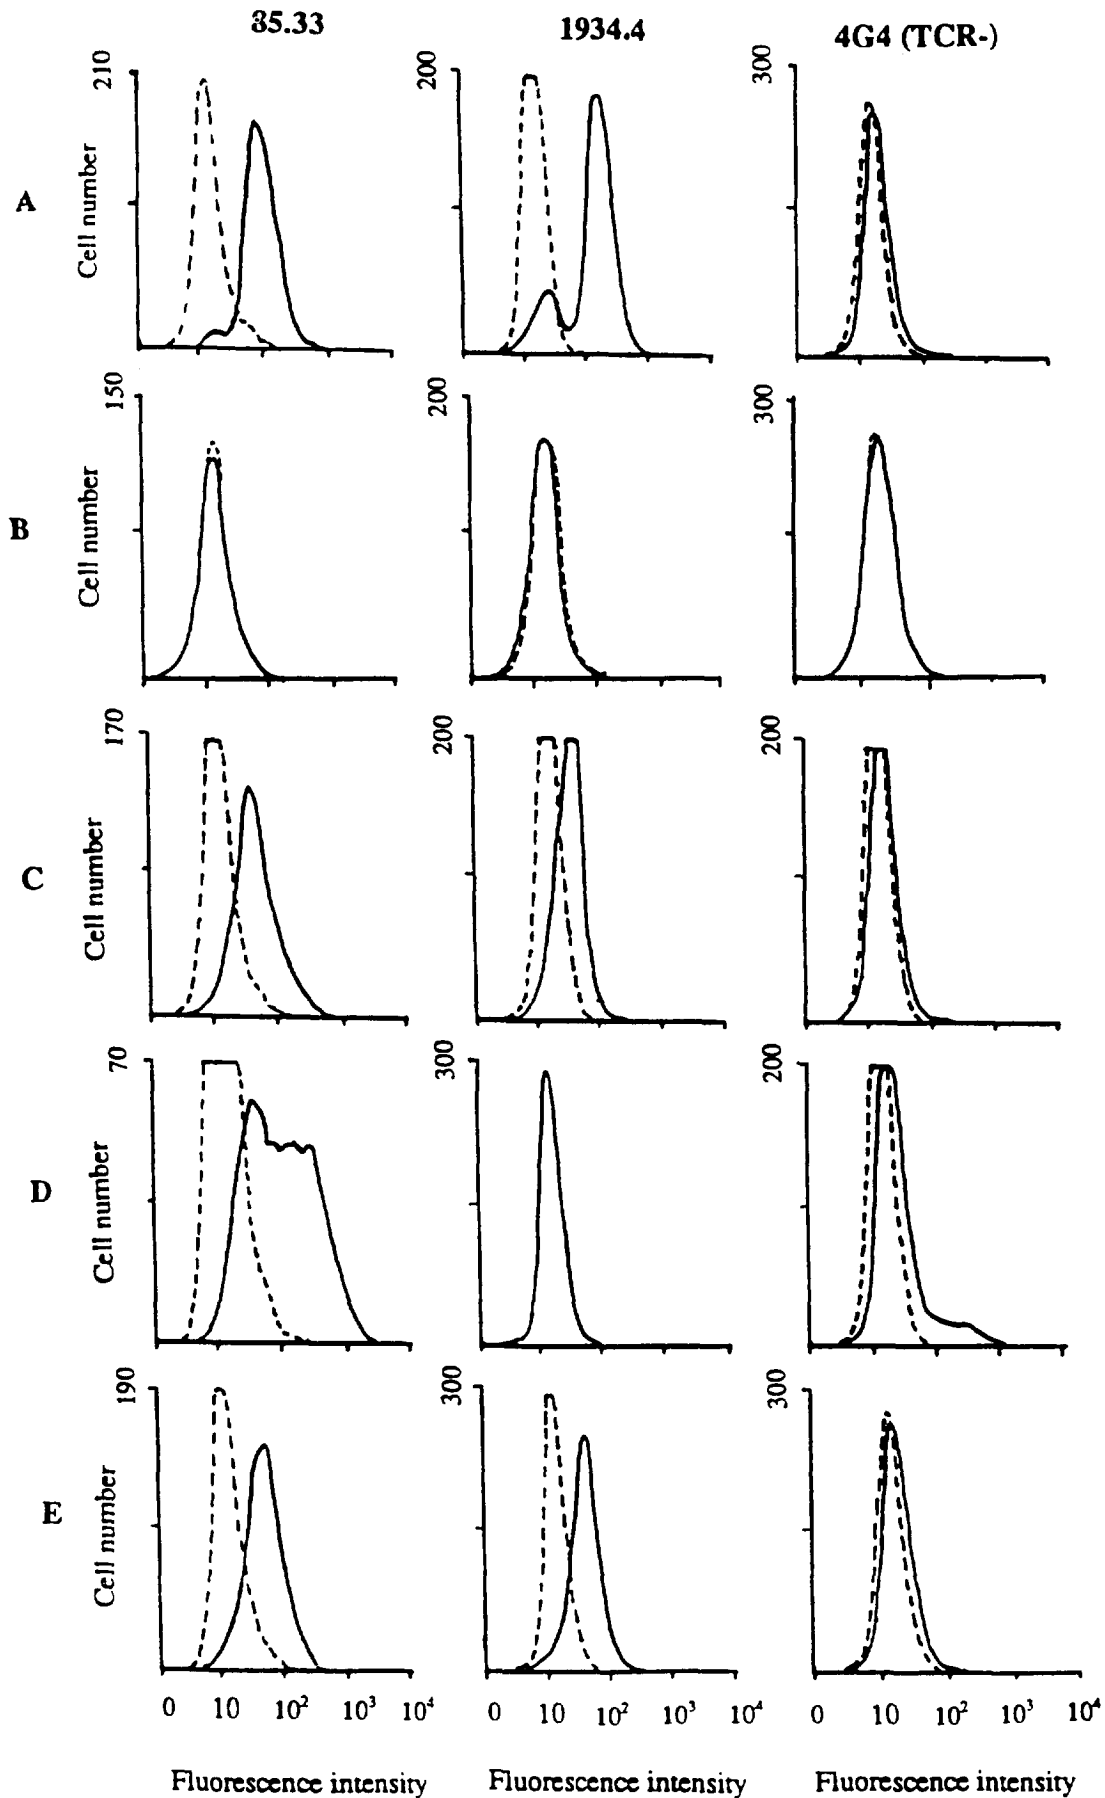 35.33 1934.4 4G4 (TCR-)
A Cell number 210 200 300
B Cell number 150 200 300
C Cell number 170 200 200
D Cell number 70 300 200
E Cell number 190 300 300
0 10 10² 10³ 10⁴ 0 10 10² 10³ 10⁴ 0 10 10² 10³ 10⁴
Fluorescence intensity Fluorescence intensity Fluorescence intensity